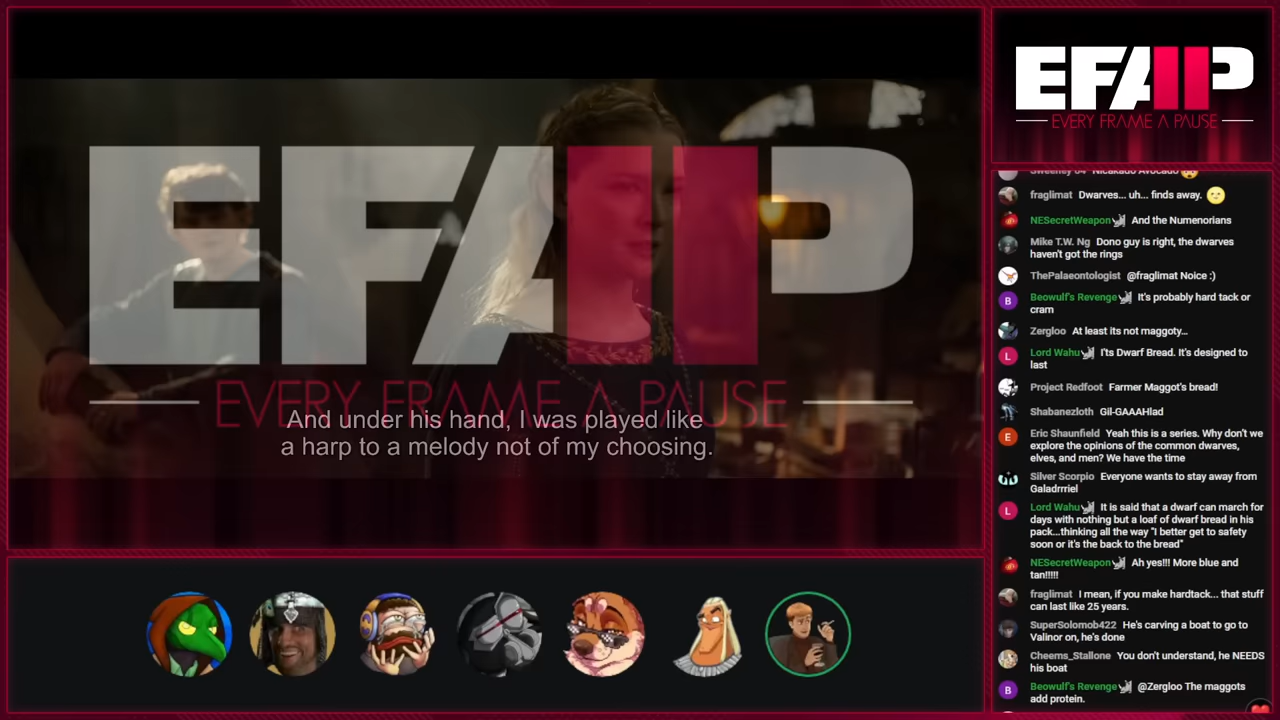 EFAP
EVERY FRAME A PAUSE
And under his hand, I was played like
a harp to a melody not of my choosing.
EFAP
EVERY FRAME A PAUSE
Sweeney 04 Nicakado Avocado
fraglimat Dwarves... uh... finds away.
NESecretWeapon And the Numenorians
Mike T.W. Ng Dono guy is right, the dwarves
haven't got the rings
ThePalaeontologist @fraglimat Noice :)
B Beowulf's Revenge It's probably hard tack or
cram
Zergloo At least its not maggoty...
L Lord Wahu I'ts Dwarf Bread. It's designed to
last
Project Redfoot Farmer Maggot's bread!
Shabanezloth Gil-GAAAHlad
E Eric Shaunfield Yeah this is a series. Why don't we
explore the opinions of the common dwarves,
elves, and men? We have the time
Silver Scorpio Everyone wants to stay away from
Galadrrriel
L Lord Wahu It is said that a dwarf can march for
days with nothing but a loaf of dwarf bread in his
pack...thinking all the way "I better get to safety
soon or it's the back to the bread"
NESecretWeapon Ah yes!!! More blue and
tan!!!!!
fraglimat I mean, if you make hardtack... that stuff
can last like 25 years.
SuperSolomob422 He's carving a boat to go to
Valinor on, he's done
Cheems_Stallone You don't understand, he NEEDS
his boat
B Beowulf's Revenge @Zergloo The maggots
add protein.